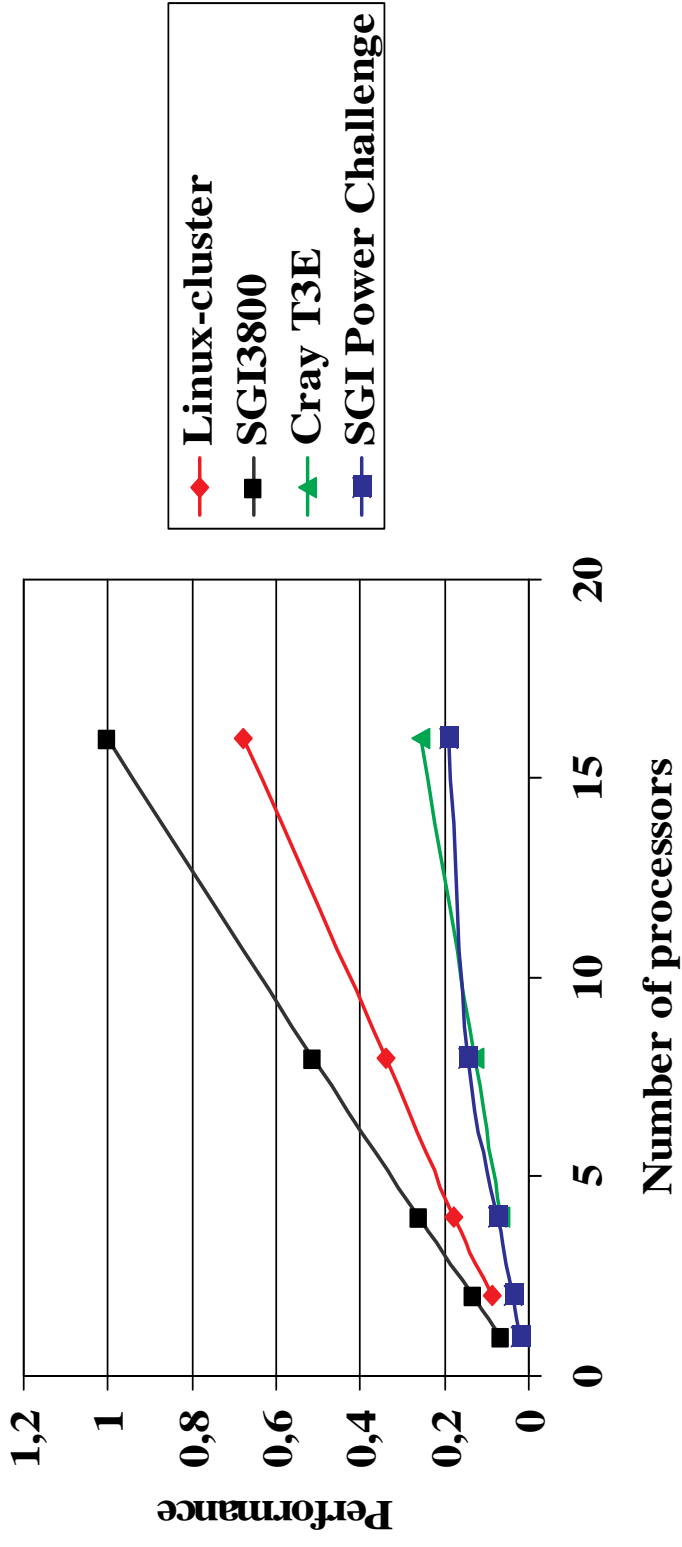 1,2
1
0,8
0,6
0,4
0,2
0
Performance
0
5
10
15
20
Number of processors
Linux-cluster
SGI3800
Cray T3E
SGI Power Challenge